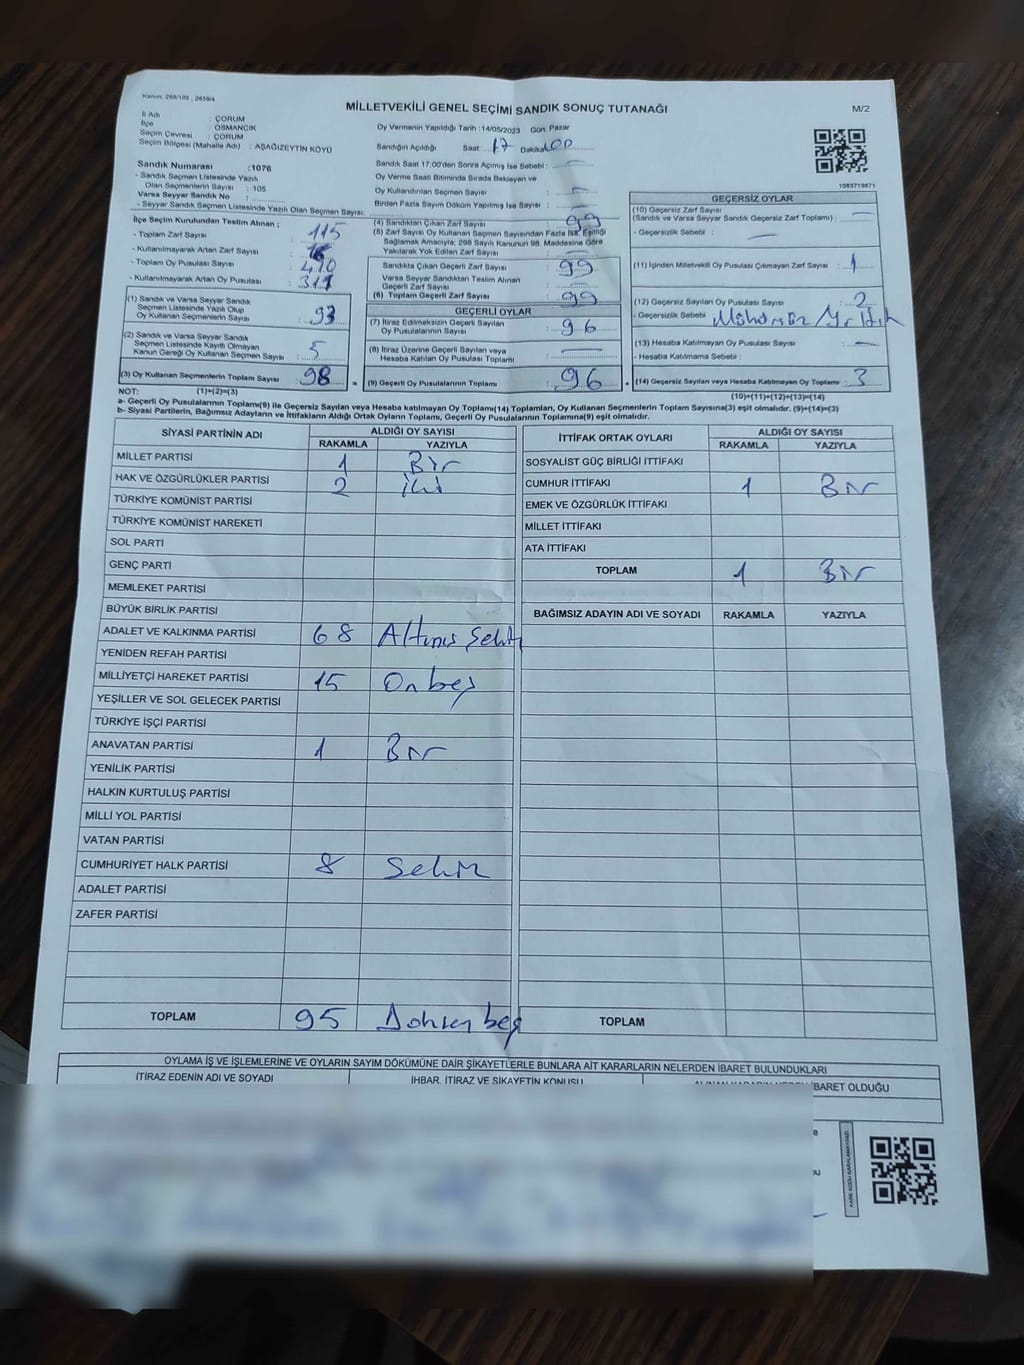 Kanun, 298/105 , 2839/4
MİLLETVEKİLİ GENEL SEÇİMİ SANDIK SONUÇ TUTANAĞI
M/2
İl Adı : ÇORUM
İlçe : OSMANCIK
Seçim Çevresi : ÇORUM
Seçim Bölgesi (Mahalle Adı) : AŞAĞIZEYTİN KÖYÜ
Oy Vermenin Yapıldığı Tarih :14/05/2023 Gün: Pazar
Sandığın Açıldığı Saat : 17 Dakika: 00
Sandık Saat 17.00'den Sonra Açılmış İse Sebebi :
Oy Verme Saati Bitiminde Sırada Bekleyen ve
Oy Kullandırılan Seçmen Sayısı :
Birden Fazla Sayım Döküm Yapılmış İse Sayısı :
Sandık Numarası :1076
- Sandık Seçmen Listesinde Yazılı
Olan Seçmenlerin Sayısı : 105
Varsa Seyyar Sandık No :
- Seyyar Sandık Seçmen Listesinde Yazılı Olan Seçmen Sayısı:
İlçe Seçim Kurulundan Teslim Alınan ;
- Toplam Zarf Sayısı : 115
- Kullanılmayarak Artan Zarf Sayısı : 16
- Toplam Oy Pusulası Sayısı : 410
- Kullanılmayarak Artan Oy Pusulası : 311
(1) Sandık ve Varsa Seyyar Sandık
Seçmen Listesinde Yazılı Olup
Oy Kullanan Seçmen Sayısı : 93
(2) Sandık ve Varsa Seyyar Sandık
Seçmen Listesinde Kayıtlı Olmayan
Kanun Gereği Oy Kullanan Seçmen Sayısı : 5
(3) Oy Kullanan Seçmenlerin Toplam Sayısı : 98
(4) Sandıktan Çıkan Zarf Sayısı : 99
(5) Zarf Sayısı Oy Kullanan Seçmen Sayısından Fazla İse, Eşitliği
Sağlamak Amacıyla; 298 Sayılı Kanunun 98. Maddesine Göre
Yakılarak Yok Edilen Zarf Sayısı :
Sandıkta Çıkan Geçerli Zarf Sayısı : 99
Varsa Seyyar Sandıktan Teslim Alınan
Geçerli Zarf Sayısı :
(6) Toplam Geçerli Zarf Sayısı : 99
GEÇERLİ OYLAR
(7) İtiraz Edilmeksizin Geçerli Sayılan
Oy Pusulalarının Sayısı : 96
(8) İtiraz Üzerine Geçerli Sayılan veya
Hesaba Katılan Oy Pusulası Toplamı :
= (9) Geçerli Oy Pusulalarının Toplamı : 96
1083719871
GEÇERSİZ OYLAR
(10) Geçersiz Zarf Sayısı
(Sandık ve Varsa Seyyar Sandık Geçersiz Zarf Toplamı) :
- Geçersizlik Sebebi :
(11) İçinden Milletvekili Oy Pusulası Çıkmayan Zarf Sayısı : 1
(12) Geçersiz Sayılan Oy Pusulası Sayısı : 2
- Geçersizlik Sebebi :
(13) Hesaba Katılmayan Oy Pusulası Sayısı :
- Hesaba Katılmama Sebebi :
+ (14) Geçersiz Sayılan veya Hesaba Katılmayan Oy Toplamı : 3
NOT: (1)+(2)=(3)
(10)+(11)+(12)+(13)=(14)
a- Geçerli Oy Pusulalarının Toplamı(9) ile Geçersiz Sayılan veya Hesaba katılmayan Oy Toplamı(14) Toplamları, Oy Kullanan Seçmenlerin Toplam Sayısına(3) eşit olmalıdır. (9)+(14)=(3)
b- Siyasi Partilerin, Bağımsız Adayların ve İttifakların Aldığı Ortak Oyların Toplamı, Geçerli Oy Pusulalarının Toplamına(9) eşit olmalıdır.
SİYASİ PARTİNİN ADI
ALDIĞI OY SAYISI
RAKAMLA YAZIYLA
MİLLET PARTİSİ 1 Bir
HAK VE ÖZGÜRLÜKLER PARTİSİ 2 iki
TÜRKİYE KOMÜNİST PARTİSİ
TÜRKİYE KOMÜNİST HAREKETİ
SOL PARTİ
GENÇ PARTİ
MEMLEKET PARTİSİ
BÜYÜK BİRLİK PARTİSİ
ADALET VE KALKINMA PARTİSİ 68 Altmış Sekiz
YENİDEN REFAH PARTİSİ
MİLLİYETÇİ HAREKET PARTİSİ 15 Onbeş
YEŞİLLER VE SOL GELECEK PARTİSİ
TÜRKİYE İŞÇİ PARTİSİ
ANAVATAN PARTİSİ 1 Bir
YENİLİK PARTİSİ
HALKIN KURTULUŞ PARTİSİ
MİLLİ YOL PARTİSİ
VATAN PARTİSİ
CUMHURİYET HALK PARTİSİ 8 Sekiz
ADALET PARTİSİ
ZAFER PARTİSİ
TOPLAM 95 Doksan beş
İTTİFAK ORTAK OYLARI
ALDIĞI OY SAYISI
RAKAMLA YAZIYLA
SOSYALİST GÜÇ BİRLİĞİ İTTİFAKI
CUMHUR İTTİFAKI 1 Bir
EMEK VE ÖZGÜRLÜK İTTİFAKI
MİLLET İTTİFAKI
ATA İTTİFAKI
TOPLAM 1 Bir
BAĞIMSIZ ADAYIN ADI VE SOYADI RAKAMLA YAZIYLA
TOPLAM
OYLAMA İŞ VE İŞLEMLERİNE VE OYLARIN SAYIM DÖKÜMÜNE DAİR ŞİKAYETLERLE BUNLARA AİT KARARLARIN NELERDEN İBARET BULUNDUKLARI
İTİRAZ EDENİN ADI VE SOYADI
İHBAR, İTİRAZ VE ŞİKAYETİN KONUSU
ALINAN KARARIN NEDEN İBARET OLDUĞU
KARE KODU KARALAMAYINIZ!